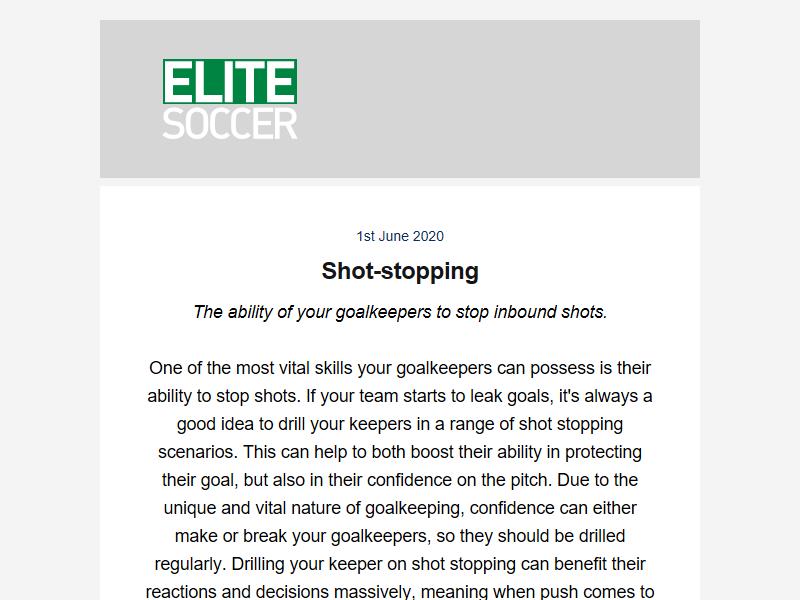 ELITE
SOCCER
1st June 2020
Shot-stopping
The ability of your goalkeepers to stop inbound shots.
One of the most vital skills your goalkeepers can possess is their
ability to stop shots. If your team starts to leak goals, it's always a
good idea to drill your keepers in a range of shot stopping
scenarios. This can help to both boost their ability in protecting
their goal, but also in their confidence on the pitch. Due to the
unique and vital nature of goalkeeping, confidence can either
make or break your goalkeepers, so they should be drilled
regularly. Drilling your keeper on shot stopping can benefit their
reactions and decisions massively, meaning when push comes to